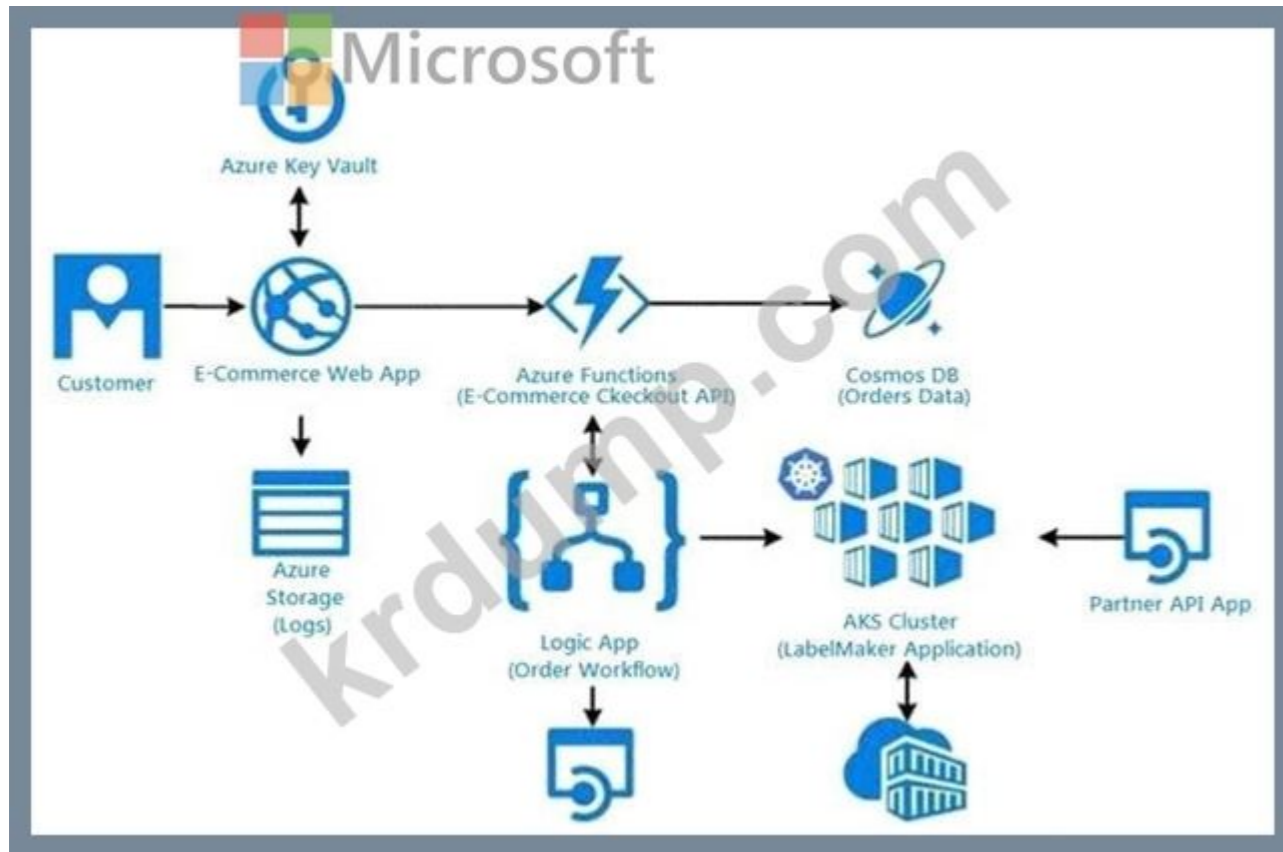 Microsoft
Azure Key Vault
Customer
E-Commerce Web App
Azure Functions
(E-Commerce Ckeckout API)
Cosmos DB
(Orders Data)
Azure
Storage
(Logs)
Logic App
(Order Workflow)
AKS Cluster
(LabelMaker Application)
Partner API App
krdump.com